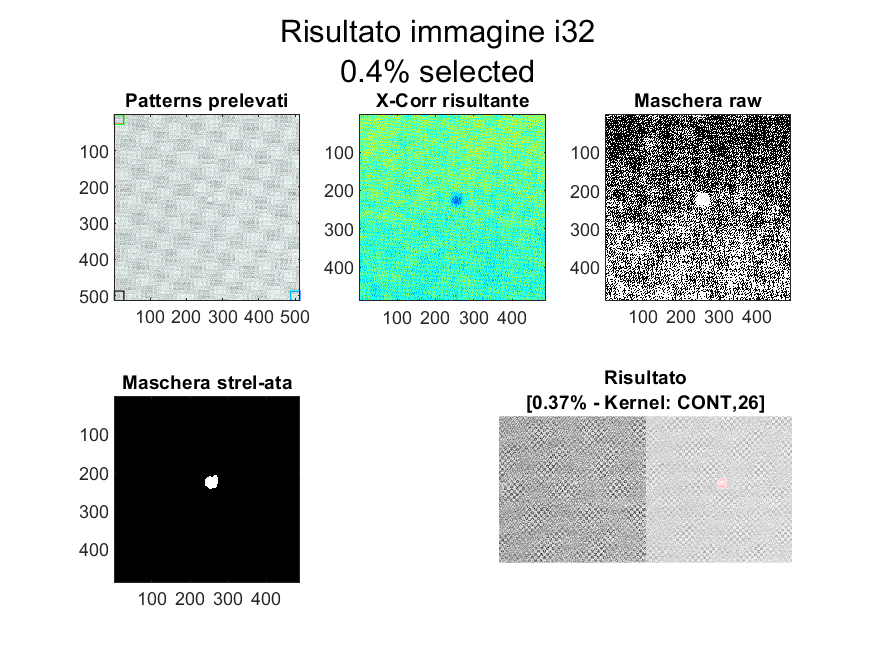 Risultato immagine i32
0.4% selected
Patterns prelevati
100
200
300
400
500
100 200 300 400 500
X-Corr risultante
100
200
300
400
100 200 300 400
Maschera raw
100
200
300
400
100 200 300 400
Maschera strel-ata
100
200
300
400
100 200 300 400
Risultato
[0.37% - Kernel: CONT,26]